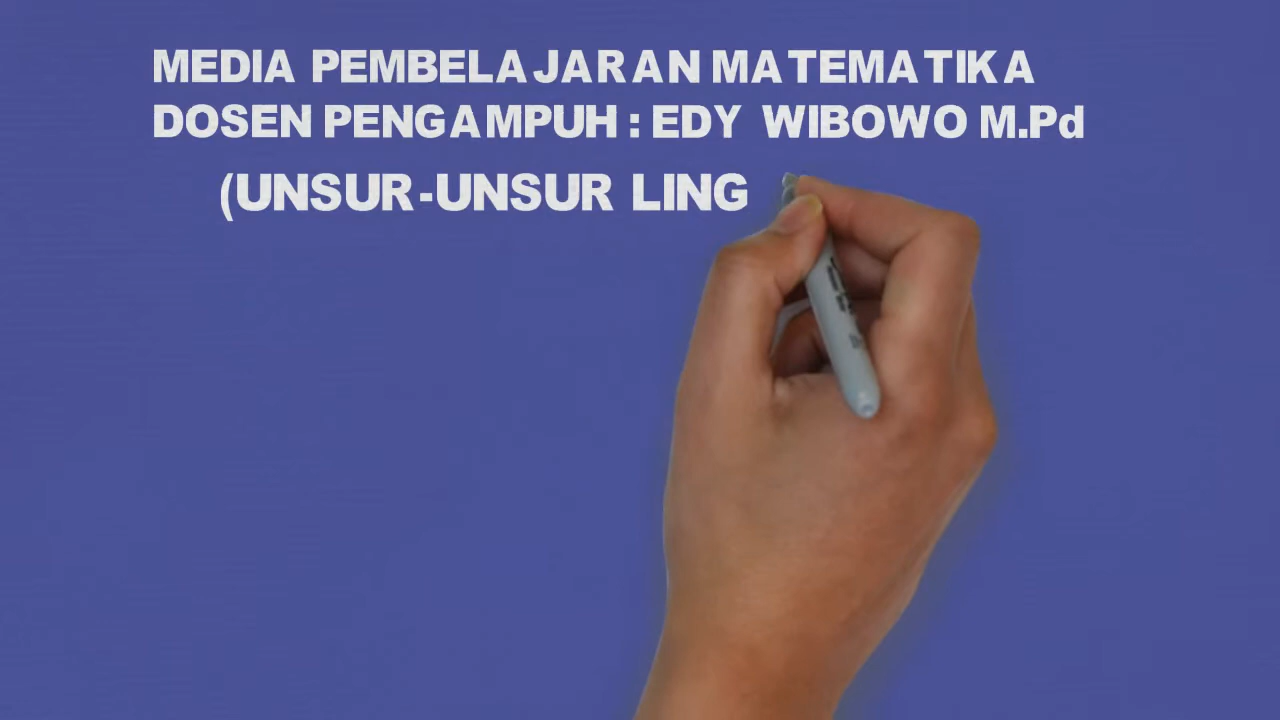 MEDIA PEMBELAJARAN MATEMATIKA
DOSEN PENGAMPUH : EDY WIBOWO M.Pd
(UNSUR-UNSUR LING